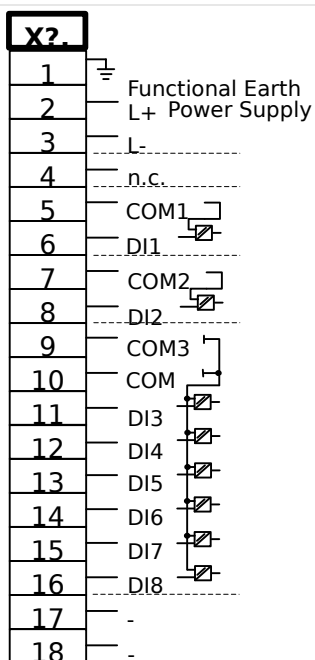 X?.
1
Functional Earth
2 L+ Power Supply
3 L-
4 n.c.
5 COM1
6 DI1
7 COM2
8 DI2
9 COM3
10 COM
11 DI3
12 DI4
13 DI5
14 DI6
15 DI7
16 DI8
17 -
18 -